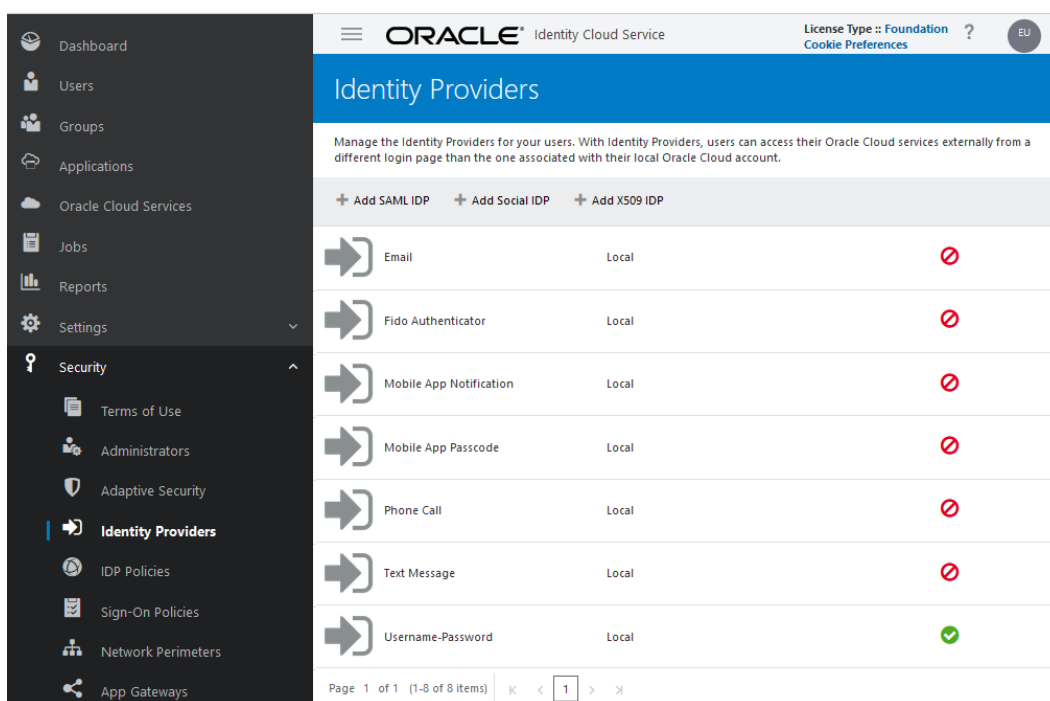 Dashboard
Users
Groups
Applications
Oracle Cloud Services
Jobs
Reports
Settings
Security
Terms of Use
Administrators
Adaptive Security
Identity Providers
IDP Policies
Sign-On Policies
Network Perimeters
App Gateways
ORACLE® Identity Cloud Service
License Type :: Foundation ?
Cookie Preferences
EU
Identity Providers
Manage the Identity Providers for your users. With Identity Providers, users can access their Oracle Cloud services externally from a
different login page than the one associated with their local Oracle Cloud account.
+ Add SAML IDP + Add Social IDP + Add X509 IDP
Email Local
Fido Authenticator Local
Mobile App Notification Local
Mobile App Passcode Local
Phone Call Local
Text Message Local
Username-Password Local
Page 1 of 1 (1-8 of 8 items) K < 1 > >|